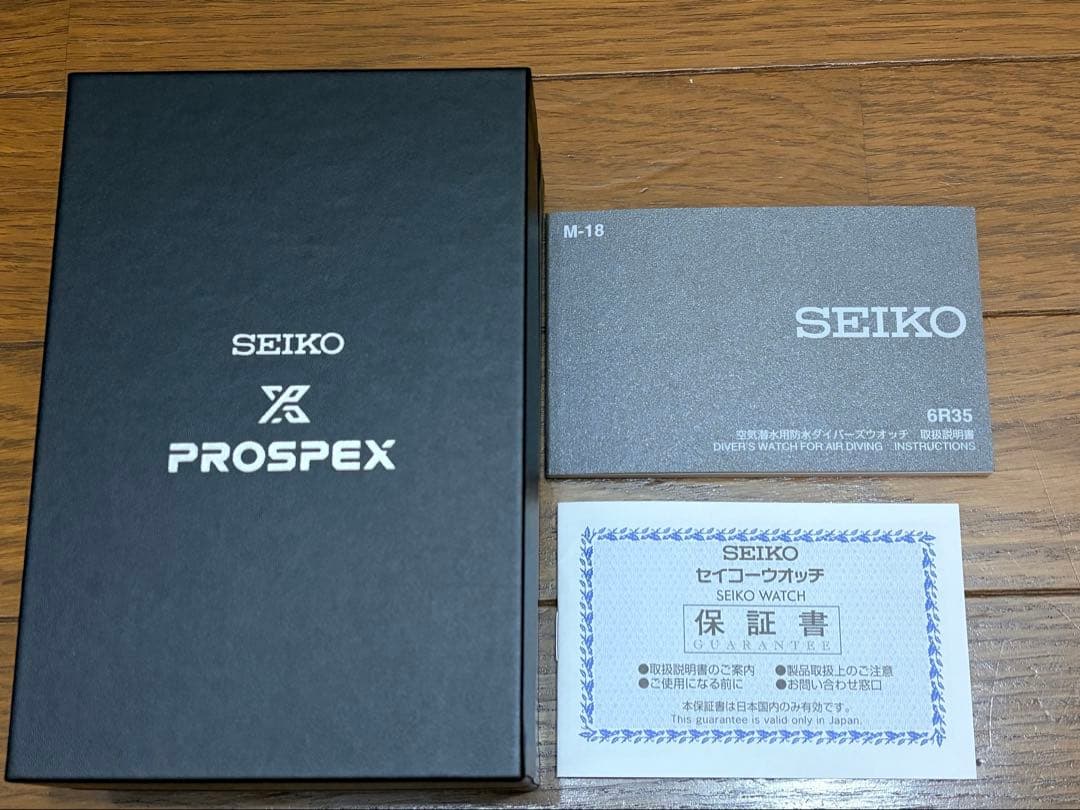 SEIKO
PROSPEX
M-18
SEIKO
6R35
空気潜水用防水ダイバーズウオッチ 取扱説明書
DIVER'S WATCH FOR AIR DIVING INSTRUCTIONS
SEIKO
セイコーウオッチ
SEIKO WATCH
保証書
GUARANTEE
●取扱説明書のご案内 ●製品取扱上のご注意
●ご使用になる前に ●お問い合わせ窓口
本保証書は日本国内のみ有効です。
This guarantee is valid only in Japan.